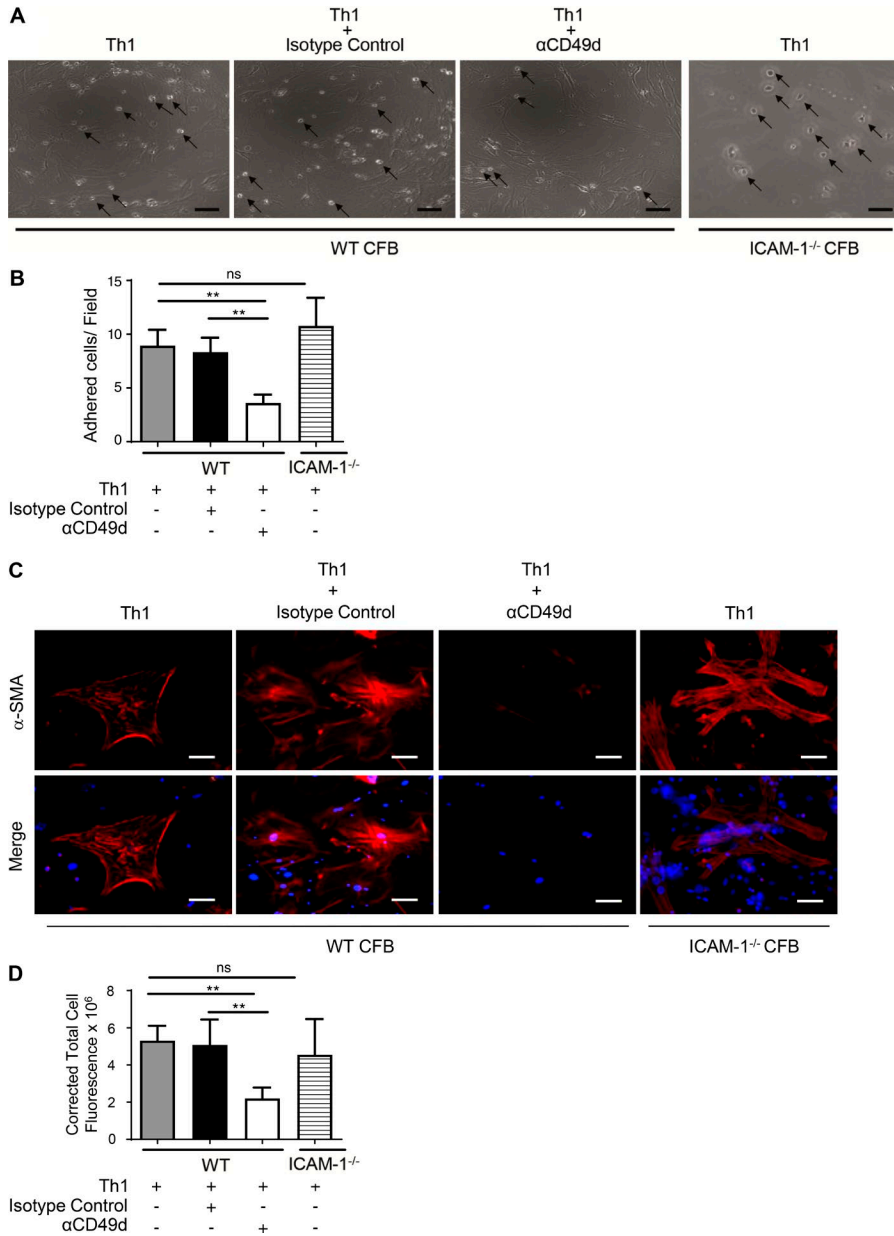 A
Th1
Th1
+
Isotype Control
Th1
+
αCD49d
Th1
WT CFB
ICAM-1-/- CFB
B
Adhered cells/ Field
15
10
5
0
ns
**
**
WT
ICAM-1-/-
Th1 + + + +
Isotype Control - + - -
αCD49d - - + -
C
Th1
Th1
+
Isotype Control
Th1
+
αCD49d
Th1
α-SMA
Merge
WT CFB
ICAM-1-/- CFB
D
Corrected Total Cell
Fluorescence x 10⁶
8
6
4
2
0
ns
**
**
WT
ICAM-1-/-
Th1 + + + +
Isotype Control - + - -
αCD49d - - + -